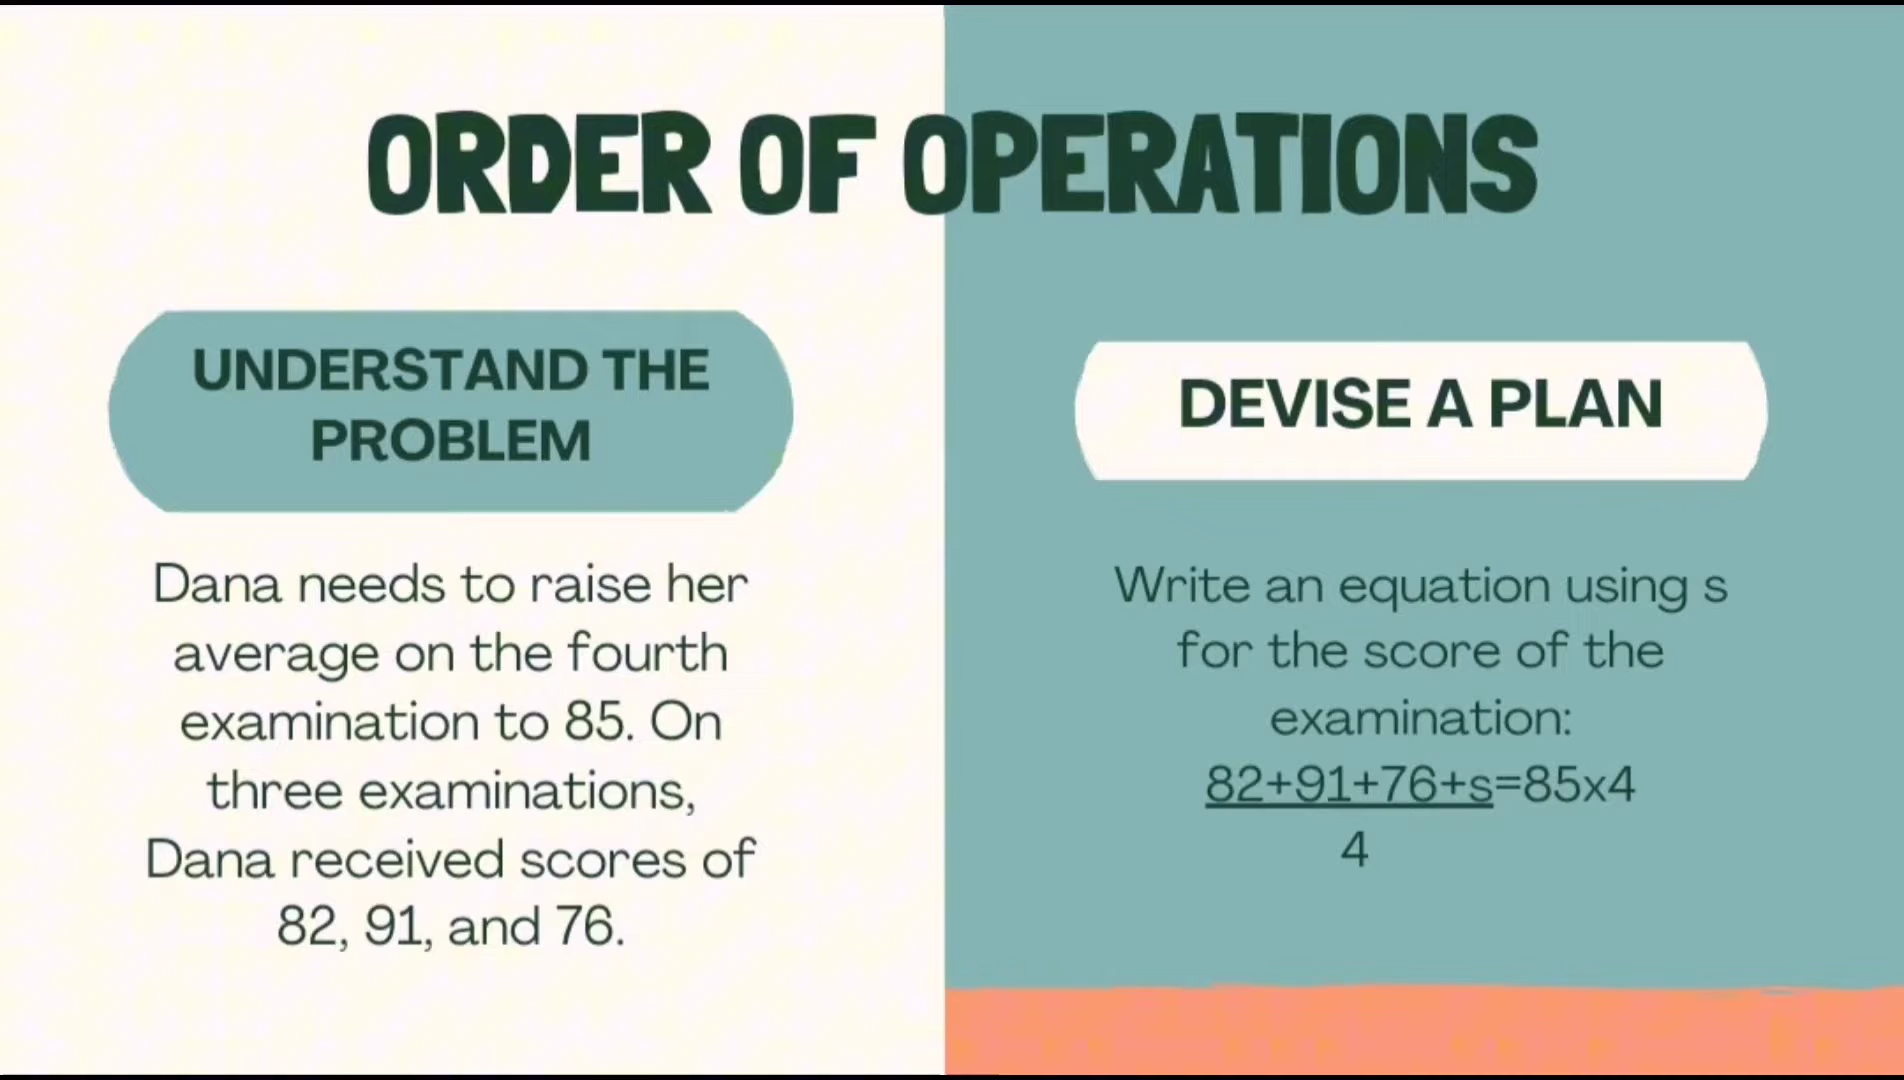 ORDER OF OPERATIONS
UNDERSTAND THE
PROBLEM
Dana needs to raise her
average on the fourth
examination to 85. On
three examinations,
Dana received scores of
82, 91, and 76.
DEVISE A PLAN
Write an equation using s
for the score of the
examination:
82+91+76+s=85x4
4